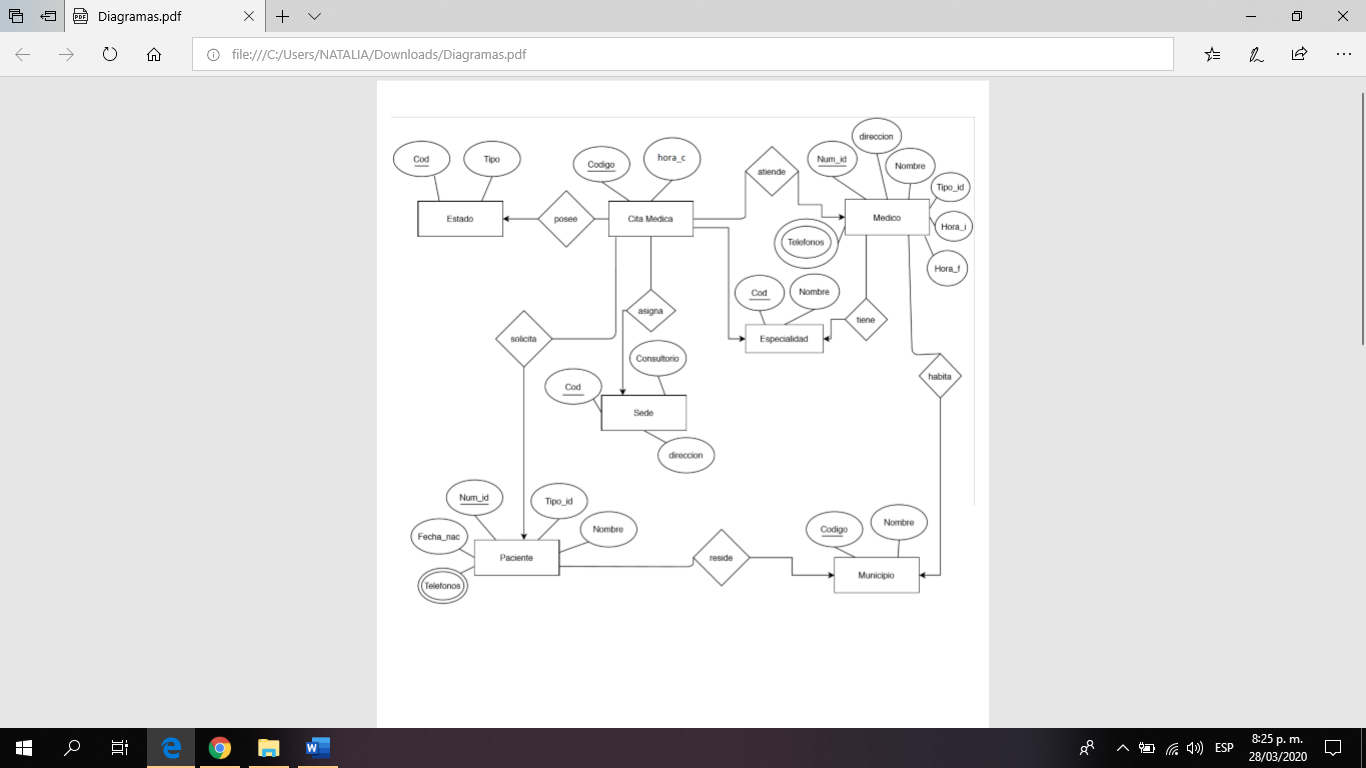 Diagramas.pdf
file:///C:/Users/NATALIA/Downloads/Diagramas.pdf
direccion
Cod
Tipo
Codigo
hora_c
Num_id
Nombre
atiende
Tipo_id
Estado
posee
Cita Medica
Medico
Hora_i
Telefonos
Hora_f
Cod
Nombre
asigna
tiene
solicita
Especialidad
Consultorio
habita
Cod
Sede
direccion
Num_id
Tipo_id
Nombre
Fecha_nac
Codigo
Nombre
Paciente
reside
Municipio
Telefonos
ESP
8:25 p. m.
28/03/2020